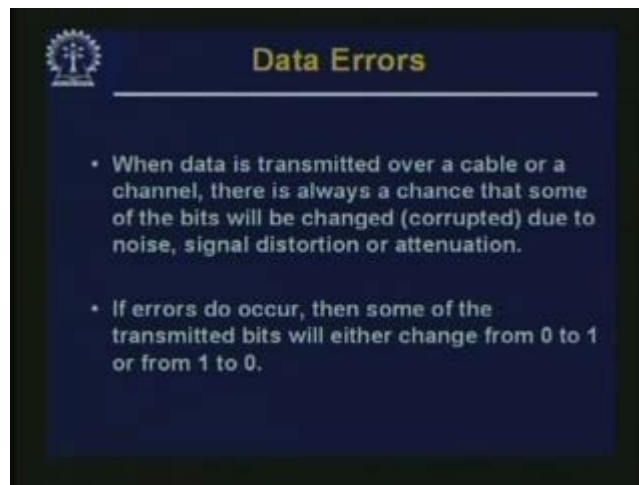 Data Errors
• When data is transmitted over a cable or a
channel, there is always a chance that some
of the bits will be changed (corrupted) due to
noise, signal distortion or attenuation.
• If errors do occur, then some of the
transmitted bits will either change from 0 to 1
or from 1 to 0.